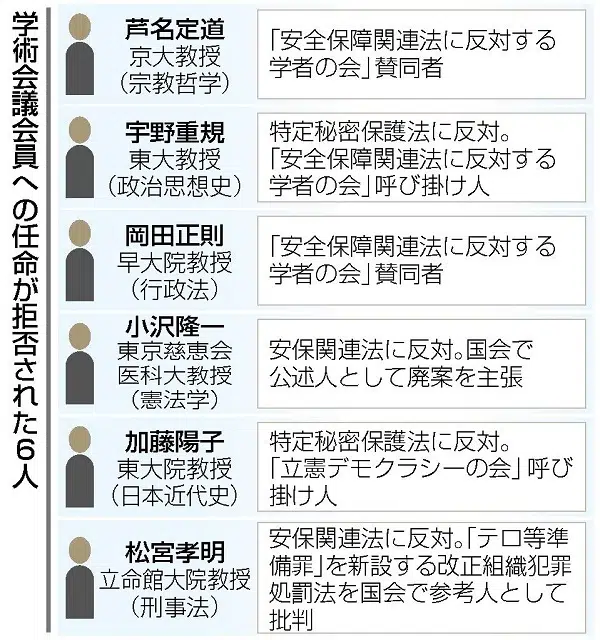 学術会議会員への任命が拒否された6人
芦名定道
京大教授
（宗教哲学）
「安全保障関連法に反対する
学者の会」賛同者
宇野重規
東大教授
（政治思想史）
特定秘密保護法に反対。
「安全保障関連法に反対する
学者の会」呼び掛け人
岡田正則
早大院教授
（行政法）
「安全保障関連法に反対する
学者の会」賛同者
小沢隆一
東京慈恵会
医科大教授
（憲法学）
安保関連法に反対。国会で
公述人として廃案を主張
加藤陽子
東大院教授
（日本近代史）
特定秘密保護法に反対。
「立憲デモクラシーの会」呼び
掛け人
松宮孝明
立命館大院教授
（刑事法）
安保関連法に反対。「テロ等準
備罪」を新設する改正組織犯罪
処罰法を国会で参考人として
批判